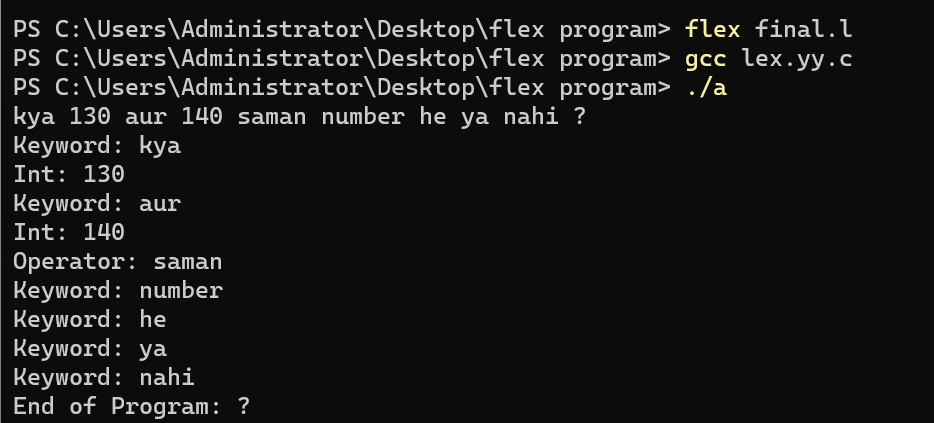 PS C:\Users\Administrator\Desktop\flex program> flex final.l
PS C:\Users\Administrator\Desktop\flex program> gcc lex.yy.c
PS C:\Users\Administrator\Desktop\flex program> ./a
kya 130 aur 140 saman number he ya nahi ?
Keyword: kya
Int: 130
Keyword: aur
Int: 140
Operator: saman
Keyword: number
Keyword: he
Keyword: ya
Keyword: nahi
End of Program: ?